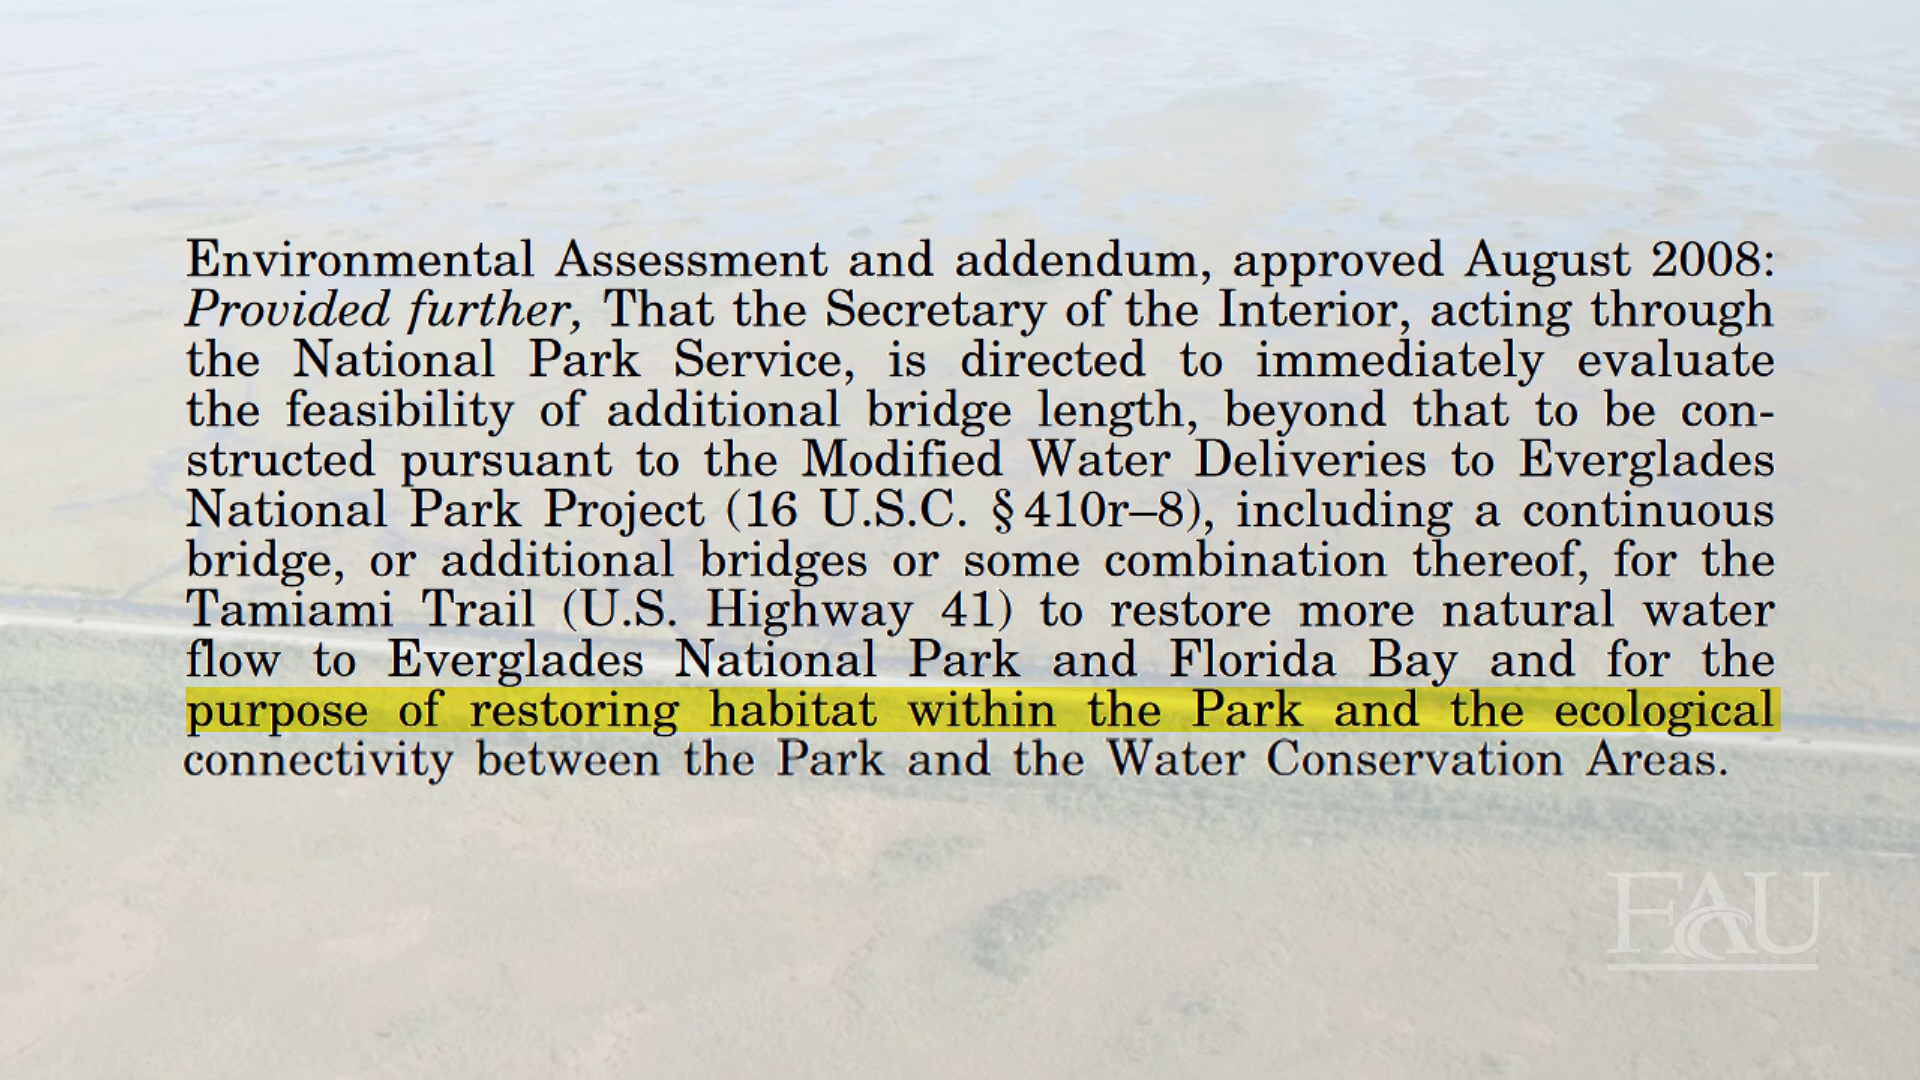 Environmental Assessment and addendum, approved August 2008:
Provided further, That the Secretary of the Interior, acting through
the National Park Service, is directed to immediately evaluate
the feasibility of additional bridge length, beyond that to be con-
structed pursuant to the Modified Water Deliveries to Everglades
National Park Project (16 U.S.C. § 410r–8), including a continuous
bridge, or additional bridges or some combination thereof, for the
Tamiami Trail (U.S. Highway 41) to restore more natural water
flow to Everglades National Park and Florida Bay and for the
purpose of restoring habitat within the Park and the ecological
connectivity between the Park and the Water Conservation Areas.
FAU